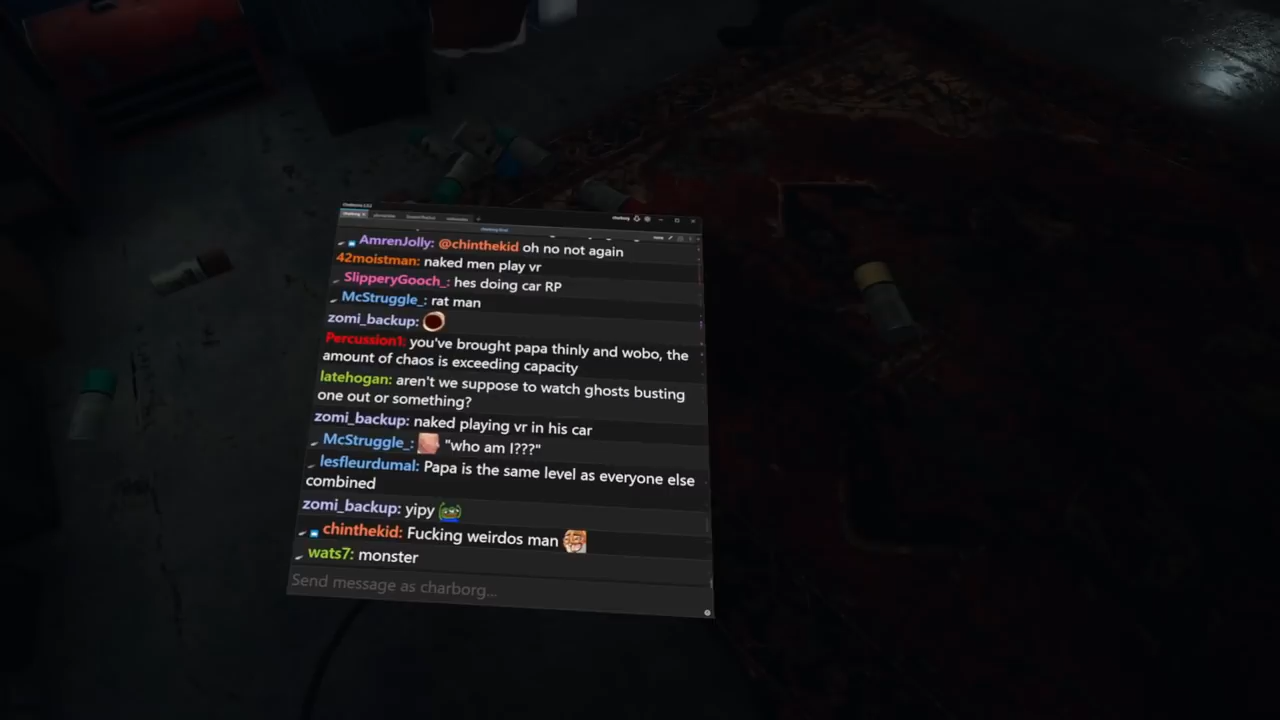 charborg
AmrenJolly: @chinthekid oh no not again
42moistman: naked men play vr
SlipperyGooch_: hes doing car RP
McStruggle_: rat man
zomi_backup:
Percussion1: you've brought papa thinly and wobo, the
amount of chaos is exceeding capacity
latehogan: aren't we suppose to watch ghosts busting
one out or something?
zomi_backup: naked playing vr in his car
McStruggle_: "who am I???"
lesfleurdumal: Papa is the same level as everyone else
combined
zomi_backup: yipy
chinthekid: Fucking weirdos man
wats7: monster
Send message as charborg...